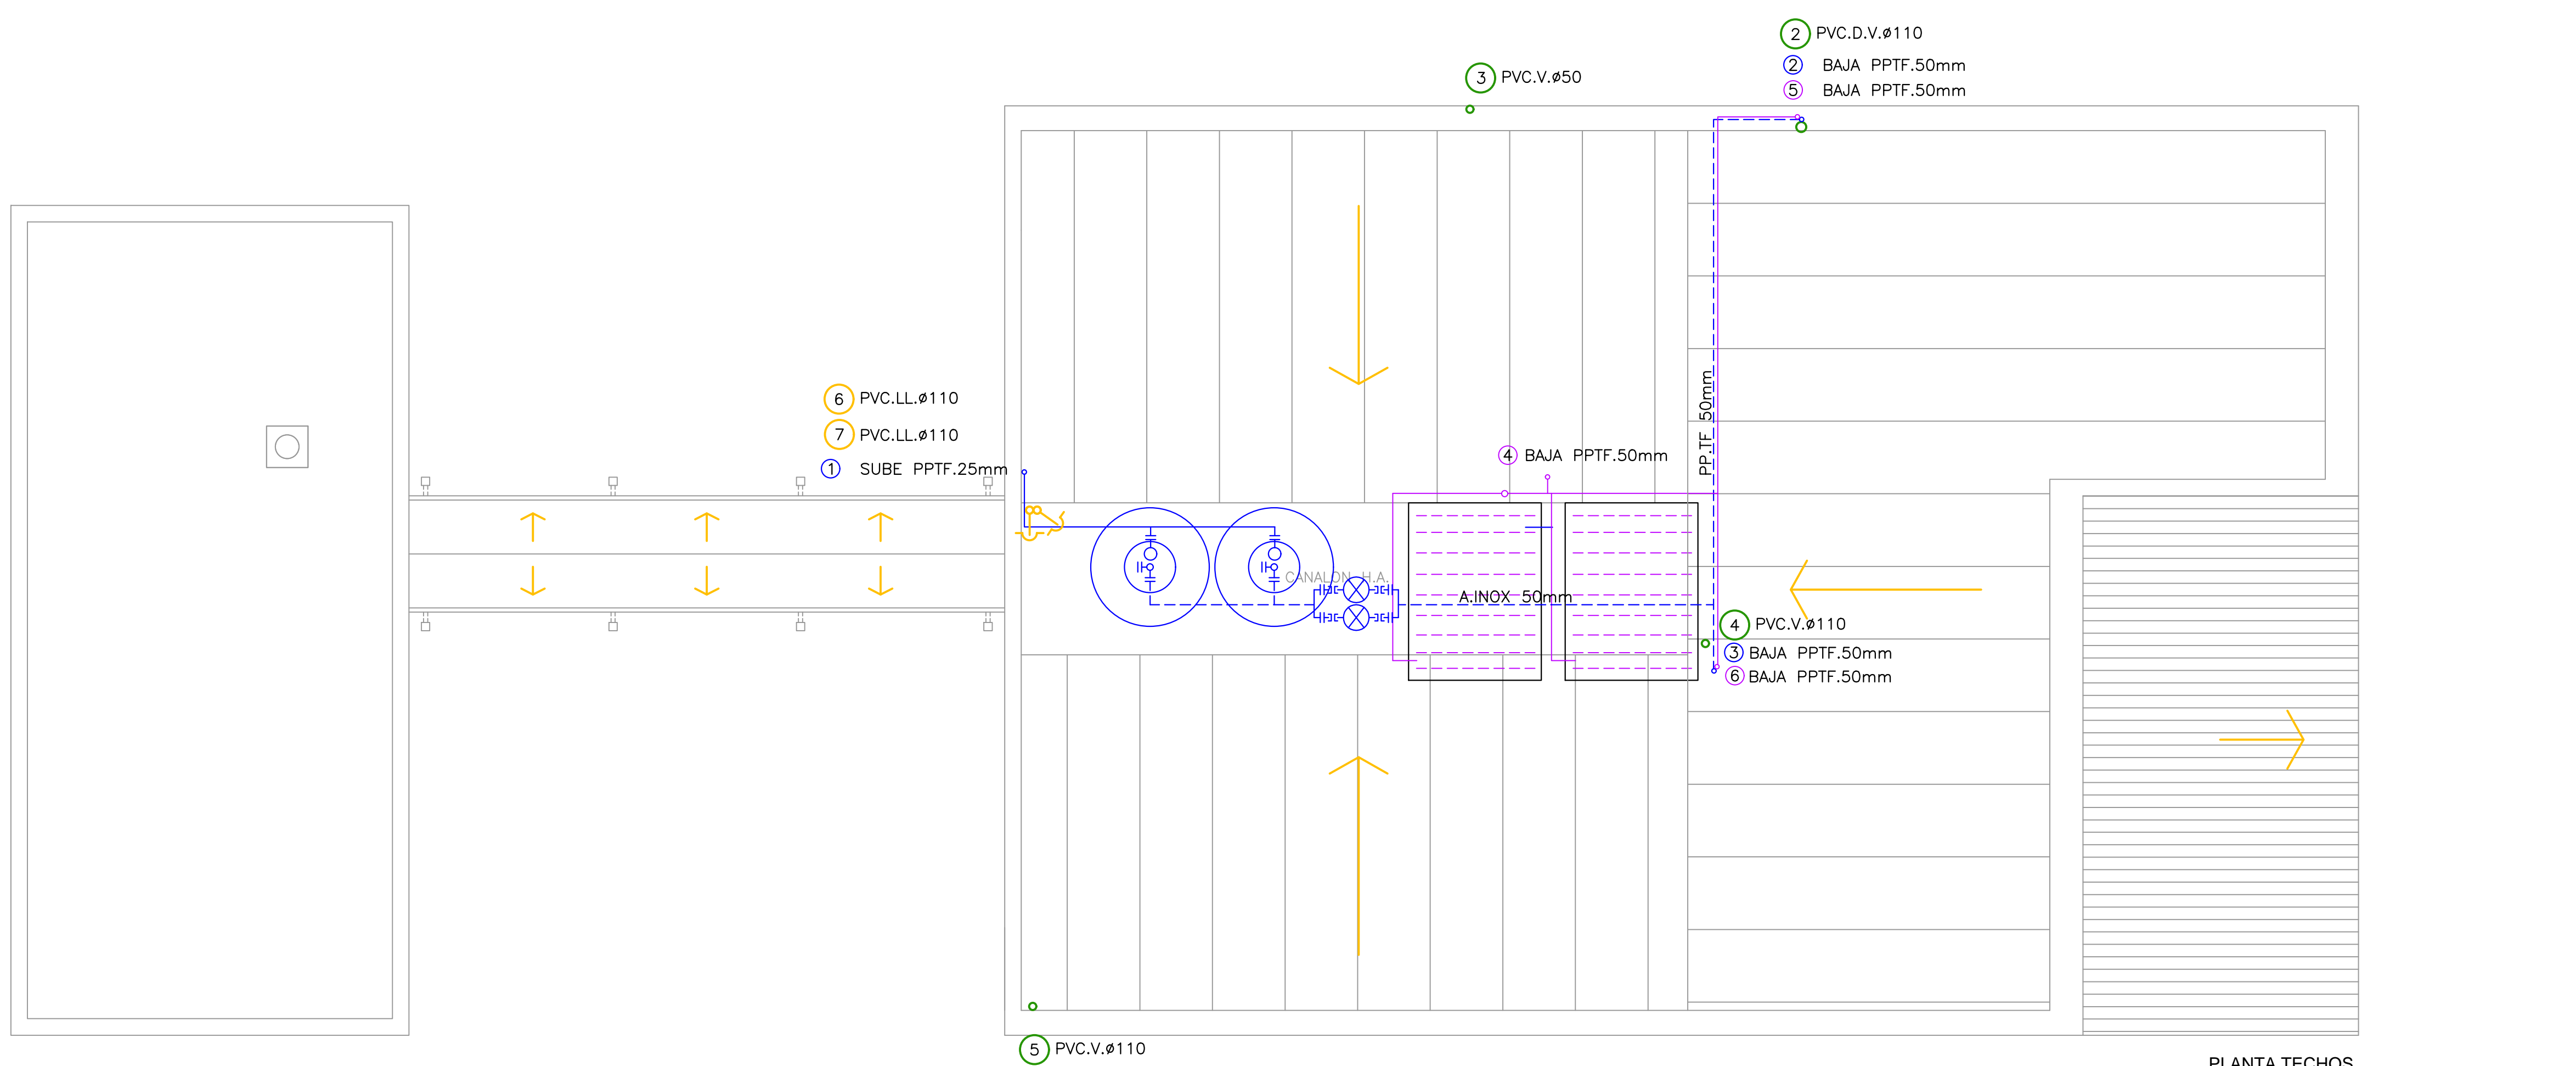 2 PVC.D.V.ø110
2 BAJA PPTF.50mm
5 BAJA PPTF.50mm
3 PVC.V.ø50
6 PVC.LL.ø110
7 PVC.LL.ø110
1 SUBE PPTF.25mm
4 BAJA PPTF.50mm
PP.TF 50mm
CANALON H.A.
A.INOX 50mm
4 PVC.V.ø110
3 BAJA PPTF.50mm
6 BAJA PPTF.50mm
5 PVC.V.ø110
PLANTA TECHOS